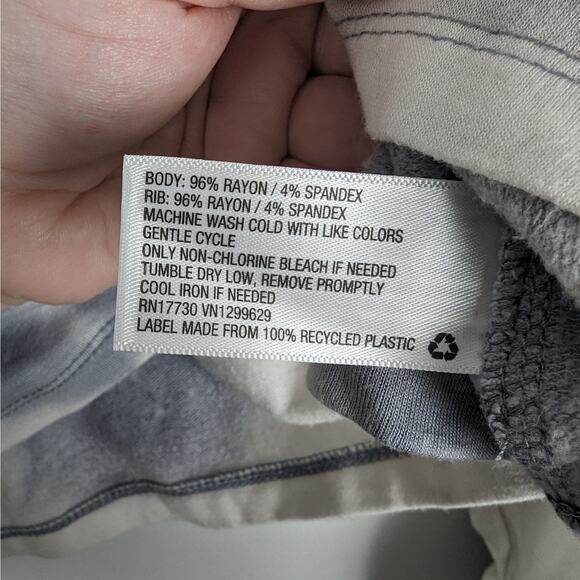 BODY: 96% RAYON / 4% SPANDEX
RIB: 96% RAYON / 4% SPANDEX
MACHINE WASH COLD WITH LIKE COLORS
GENTLE CYCLE
ONLY NON-CHLORINE BLEACH IF NEEDED
TUMBLE DRY LOW, REMOVE PROMPTLY
COOL IRON IF NEEDED
RN17730 VN1299629
LABEL MADE FROM 100% RECYCLED PLASTIC